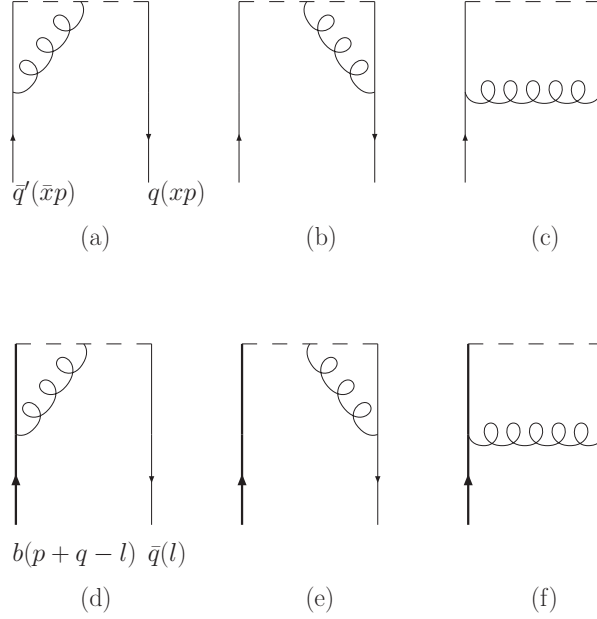 q̄′(x̄p) q(xp)
(a) (b) (c)
b(p + q − l) q̄(l)
(d) (e) (f)